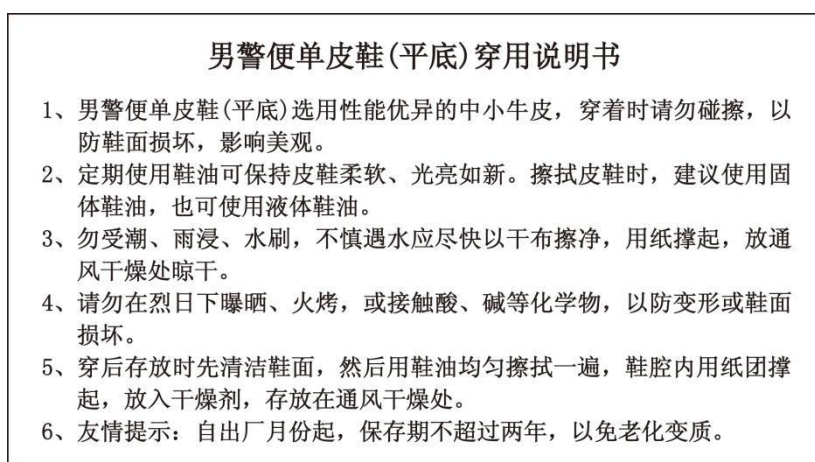 男警便单皮鞋(平底)穿用说明书
1、男警便单皮鞋(平底)选用性能优异的中小牛皮，穿着时请勿碰擦，以
防鞋面损坏，影响美观。
2、定期使用鞋油可保持皮鞋柔软、光亮如新。擦拭皮鞋时，建议使用固
体鞋油，也可使用液体鞋油。
3、勿受潮、雨浸、水刷，不慎遇水应尽快以干布擦净，用纸撑起，放通
风干燥处晾干。
4、请勿在烈日下曝晒、火烤，或接触酸、碱等化学物，以防变形或鞋面
损坏。
5、穿后存放时先清洁鞋面，然后用鞋油均匀擦拭一遍，鞋腔内用纸团撑
起，放入干燥剂，存放在通风干燥处。
6、友情提示：自出厂月份起，保存期不超过两年，以免老化变质。